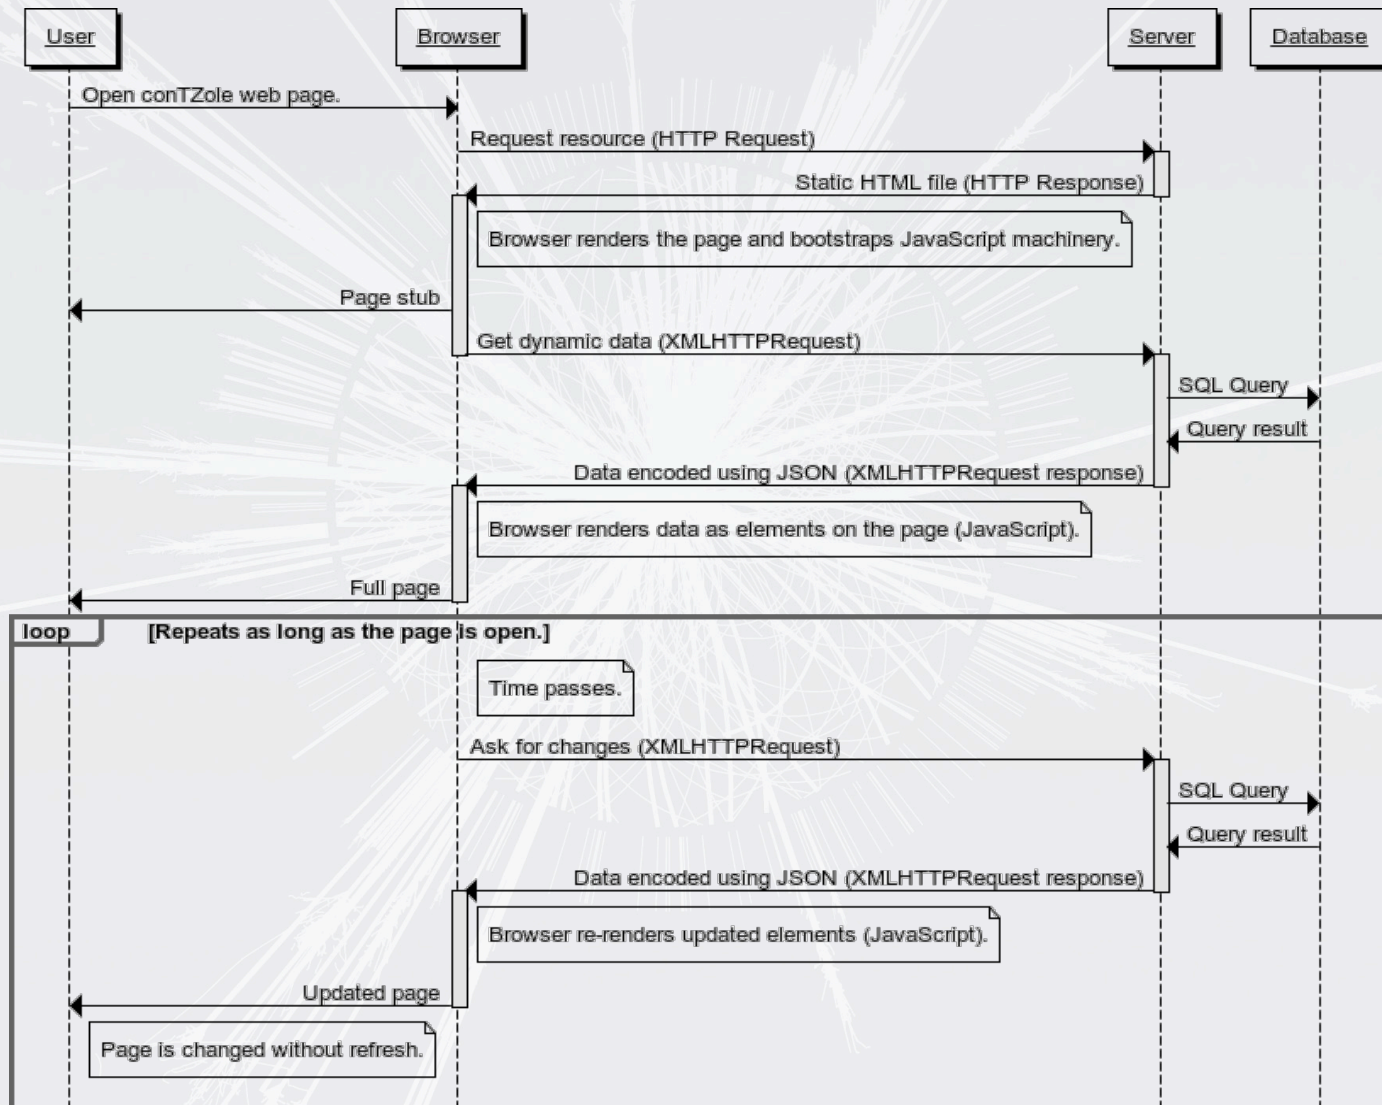 User
Browser
Server
Database
Open conTZole web page.
Request resource (HTTP Request)
Static HTML file (HTTP Response)
Browser renders the page and bootstraps JavaScript machinery.
Page stub
Get dynamic data (XMLHTTPRequest)
SQL Query
Query result
Data encoded using JSON (XMLHTTPRequest response)
Browser renders data as elements on the page (JavaScript).
Full page
loop
[Repeats as long as the page is open.]
Time passes.
Ask for changes (XMLHTTPRequest)
SQL Query
Query result
Data encoded using JSON (XMLHTTPRequest response)
Browser re-renders updated elements (JavaScript).
Updated page
Page is changed without refresh.